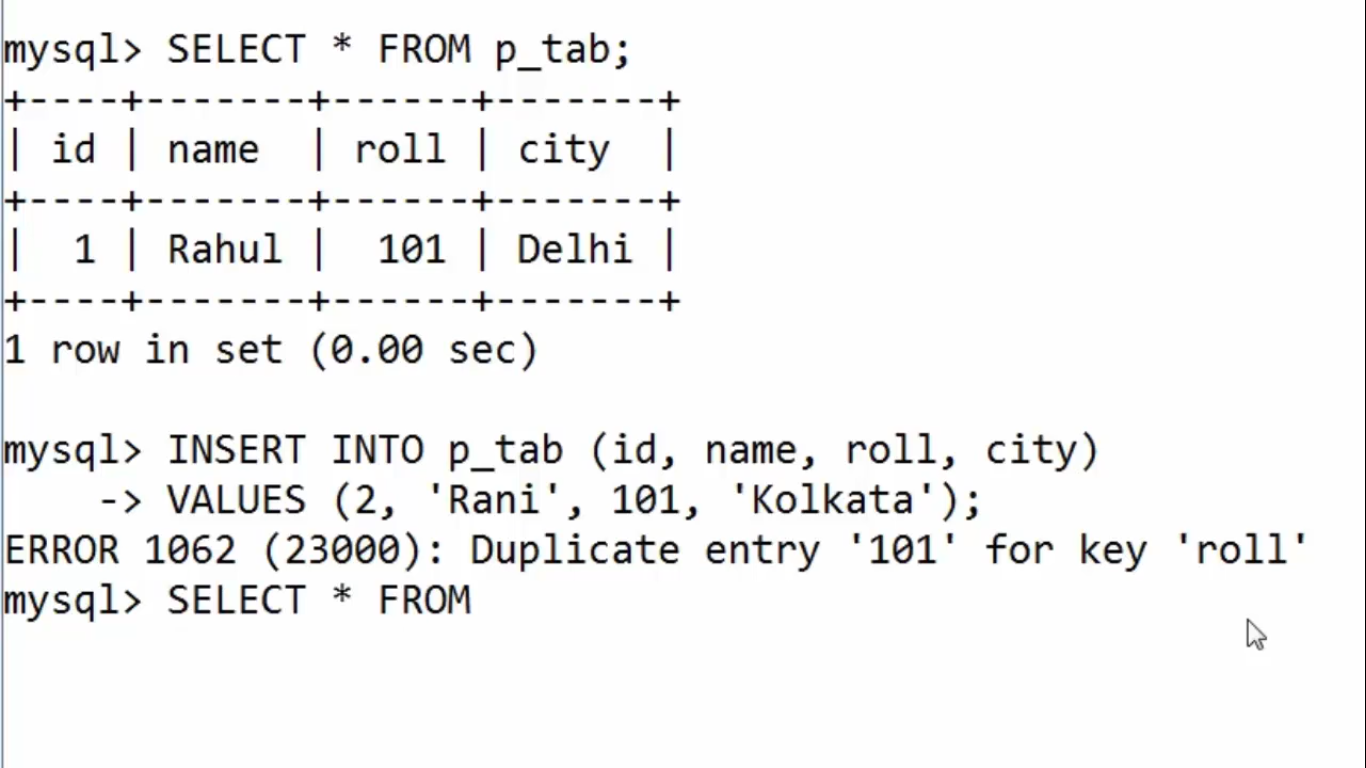 mysql> SELECT * FROM p_tab;
+----+-------+------+-------+
| id | name  | roll | city  |
+----+-------+------+-------+
|  1 | Rahul |  101 | Delhi |
+----+-------+------+-------+
1 row in set (0.00 sec)
mysql> INSERT INTO p_tab (id, name, roll, city)
    -> VALUES (2, 'Rani', 101, 'Kolkata');
ERROR 1062 (23000): Duplicate entry '101' for key 'roll'
mysql> SELECT * FROM